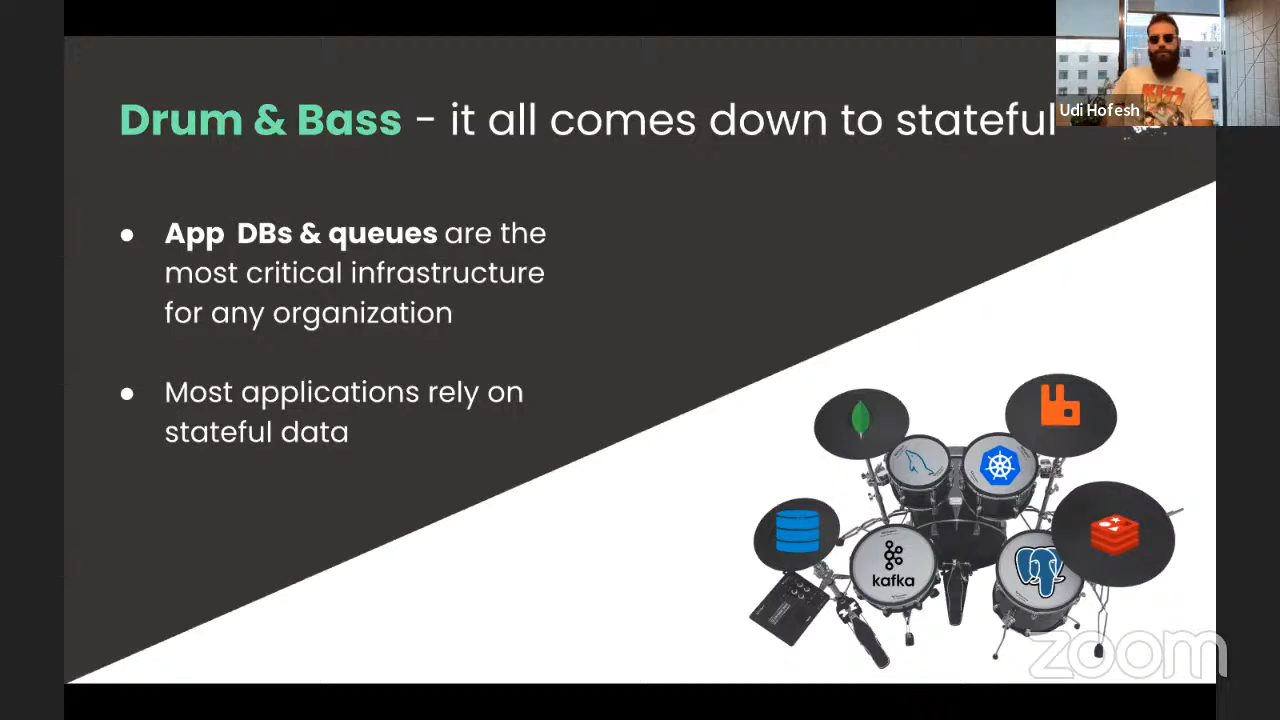 Drum & Bass - it all comes down to stateful
Udi Hofesh
KISS
● App DBs & queues are the
most critical infrastructure
for any organization
● Most applications rely on
stateful data
kafka
zoom